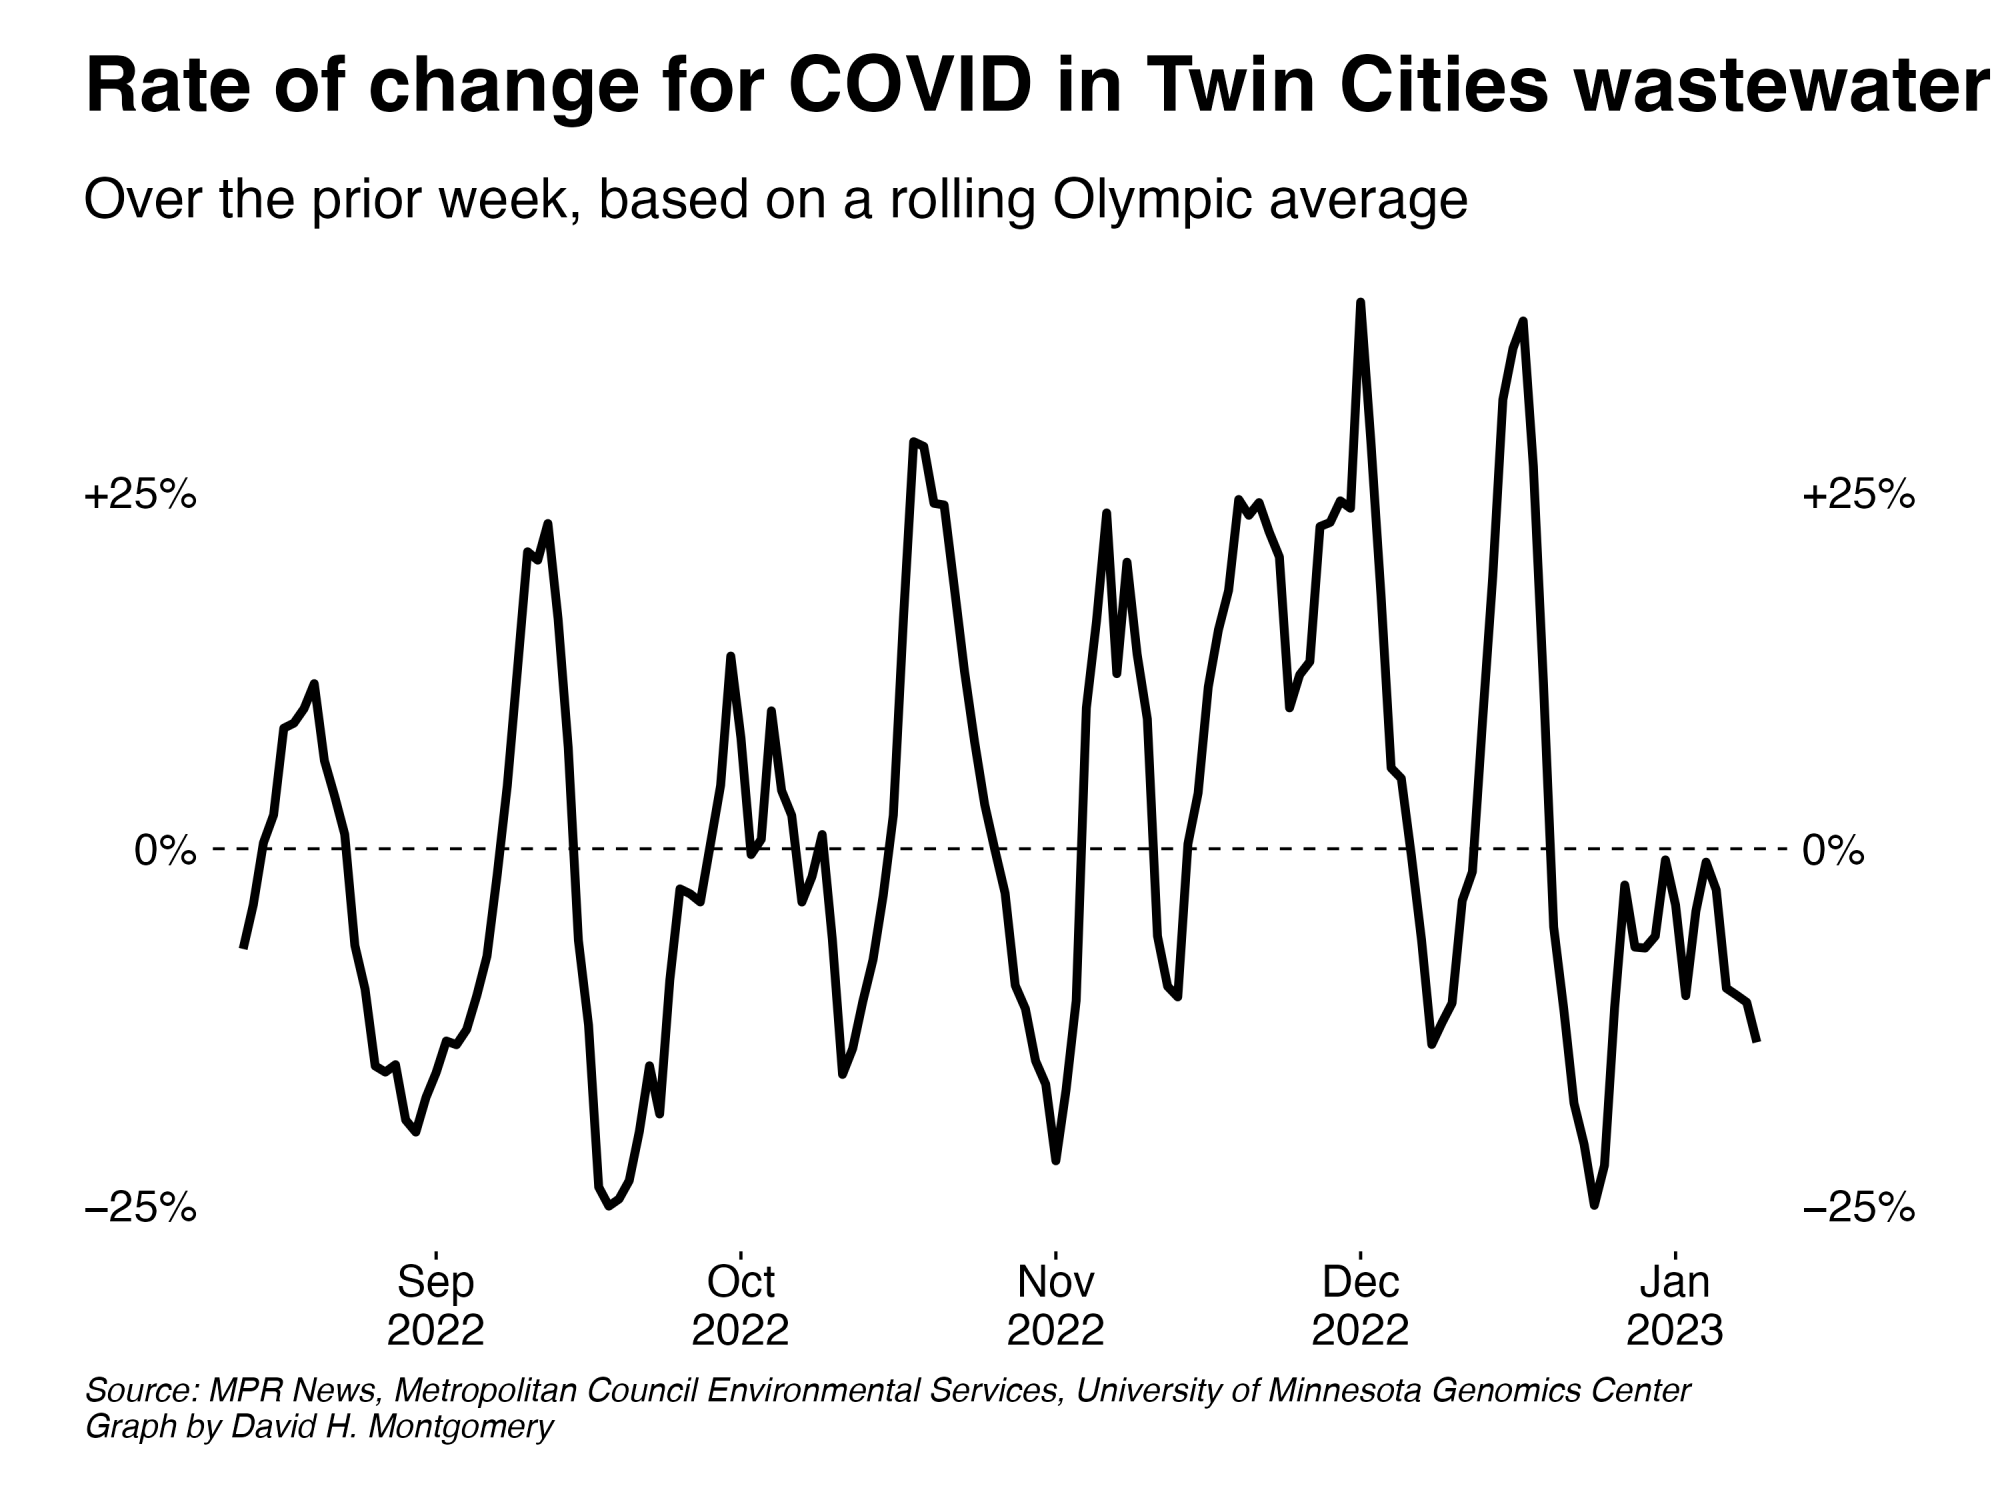 Rate of change for COVID in Twin Cities wastewater
Over the prior week, based on a rolling Olympic average
+25%
+25%
0%
0%
−25%
−25%
Sep
2022
Oct
2022
Nov
2022
Dec
2022
Jan
2023
Source: MPR News, Metropolitan Council Environmental Services, University of Minnesota Genomics Center
Graph by David H. Montgomery